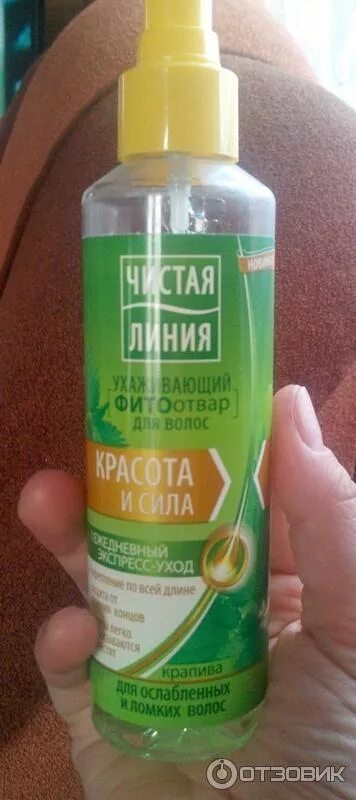 ЧИСТАЯ
ЛИНИЯ
НОВИНКА
УХАЖИВАЮЩИЙ
ФИТООТВАР
ДЛЯ ВОЛОС
КРАСОТА
И СИЛА
ЕЖЕДНЕВНЫЙ
ЭКСПРЕСС-УХОД
по всей длине
от
концов
легко
крапива
для ослабленных
и ломких волос
ОТЗОВИК